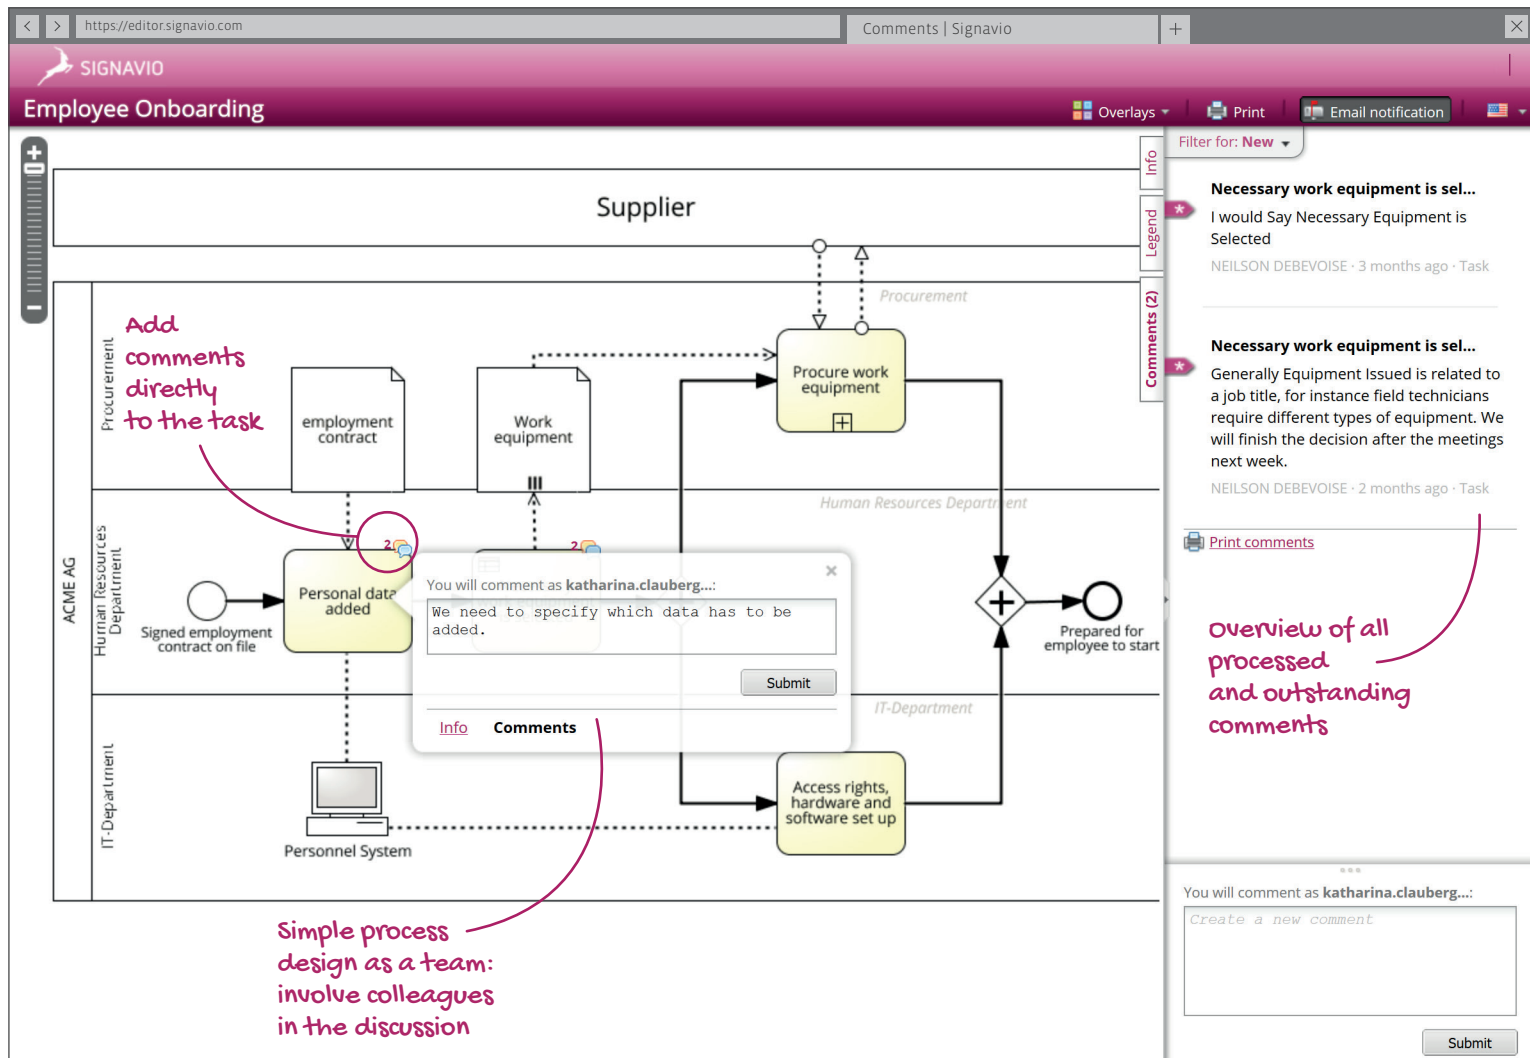 https://editor.signavio.com
Comments | Signavio
SIGNAVIO
Employee Onboarding
Overlays
Print
Email notification
Filter for: New
Info
Legend
Comments (2)
Supplier
ACME AG
Procurement
Procurement
Add
comments
directly
to the task
employment
contract
Work
equipment
Procure work
equipment
Human Resources
Department
Human Resources Department
2
2
Signed employment
contract on file
Personal data
added
Prepared for
employee to start
You will comment as katharina.clauberg...:
We need to specify which data has to be
added.
Submit
Info
Comments
IT-Department
IT-Department
Personnel System
Access rights,
hardware and
software set up
Simple process
design as a team:
involve colleagues
in the discussion
Necessary work equipment is sel...
I would Say Necessary Equipment is
Selected
NEILSON DEBEVOISE · 3 months ago · Task
Necessary work equipment is sel...
Generally Equipment Issued is related to
a job title, for instance field technicians
require different types of equipment. We
will finish the decision after the meetings
next week.
NEILSON DEBEVOISE · 2 months ago · Task
Print comments
Overview of all
processed
and outstanding
comments
You will comment as katharina.clauberg...:
Create a new comment
Submit